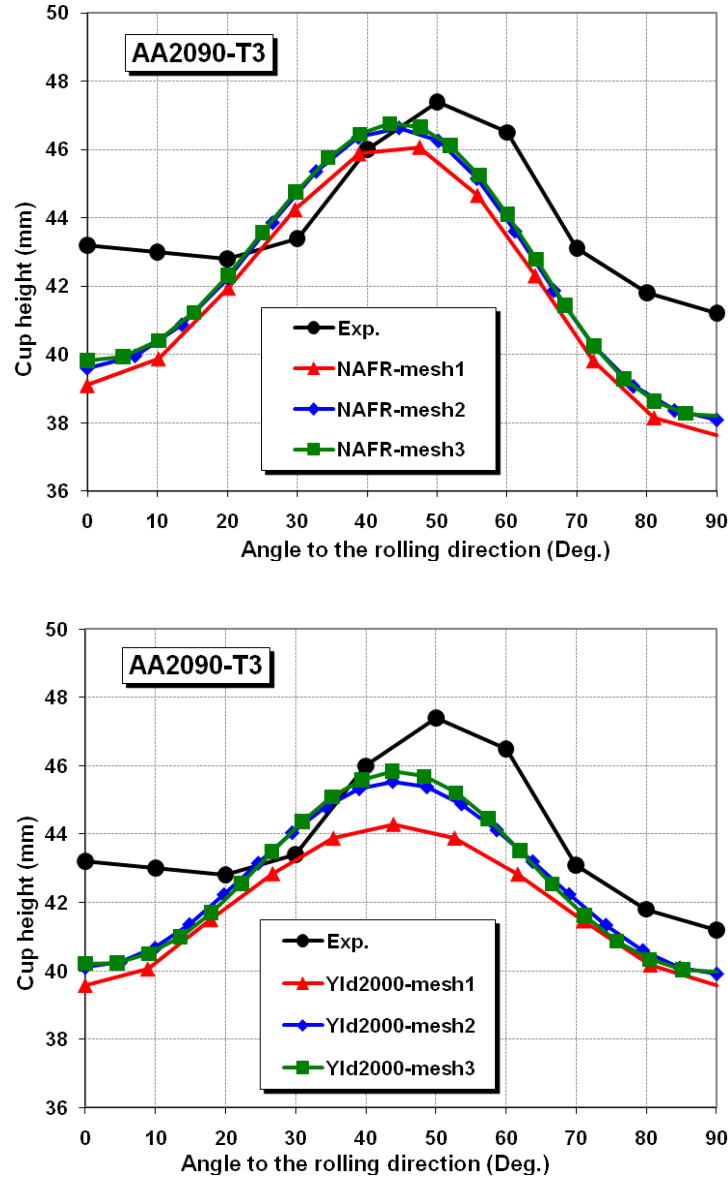 50
48
46
44
42
40
38
36
Cup height (mm)
AA2090-T3
Exp.
NAFR-mesh1
NAFR-mesh2
NAFR-mesh3
0 10 20 30 40 50 60 70 80 90
Angle to the rolling direction (Deg.)
50
48
46
44
42
40
38
36
Cup height (mm)
AA2090-T3
Exp.
Yld2000-mesh1
Yld2000-mesh2
Yld2000-mesh3
0 10 20 30 40 50 60 70 80 90
Angle to the rolling direction (Deg.)